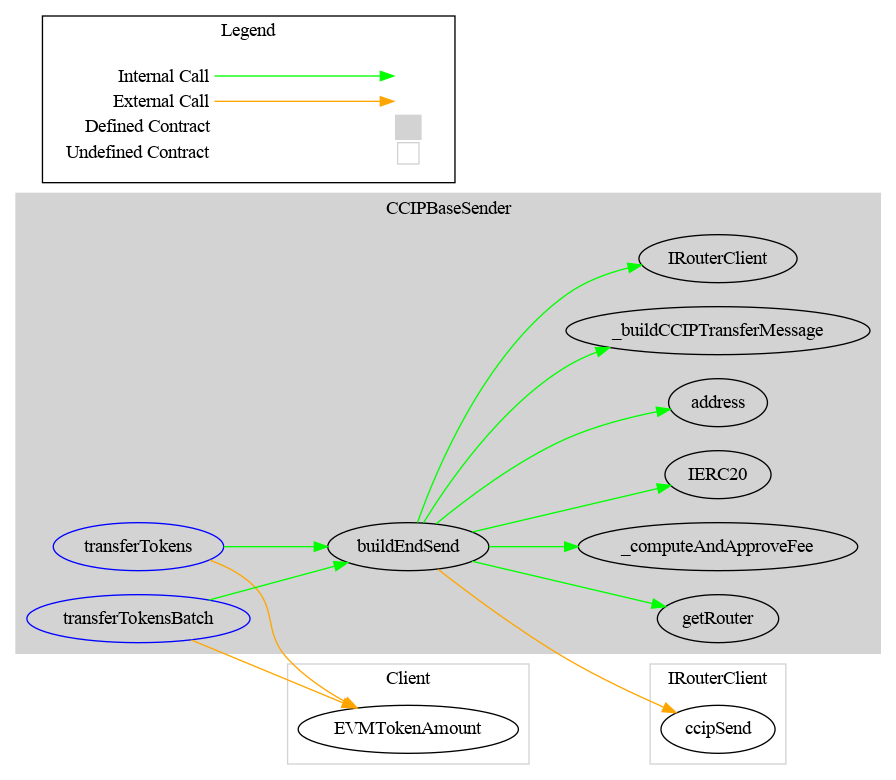 Legend
Internal Call
External Call
Defined Contract
Undefined Contract
CCIPBaseSender
IRouterClient
_buildCCIPTransferMessage
address
IERC20
transferTokens
buildEndSend
_computeAndApproveFee
transferTokensBatch
getRouter
Client
IRouterClient
EVMTokenAmount
ccipSend